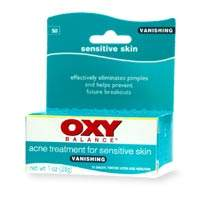 VANISHING
sensitive skin
effectively eliminates pimples
and helps prevent
future breakouts
OXY
BALANCE
acne treatment for sensitive skin
VANISHING
net wt 1 oz (28g)